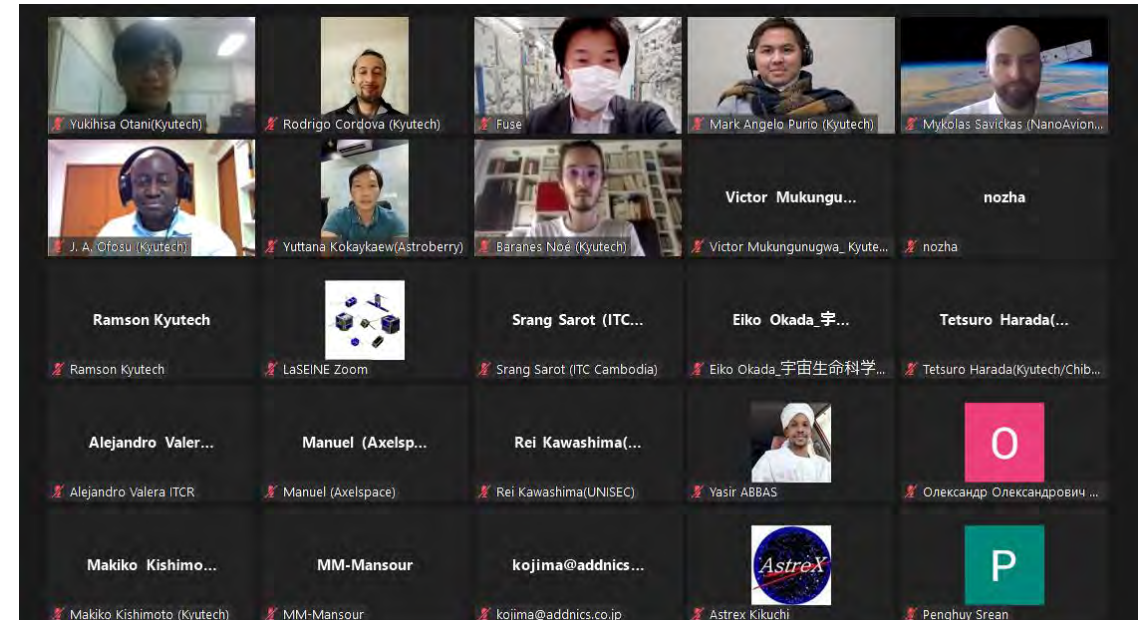 Yukihisa Otani(Kyutech)
Rodrigo Cordova (Kyutech)
Fuse
Mark Angelo Purio (Kyutech)
Mykolas Savickas (NanoAvion...
J. A. Ofosu (Kyutech)
Yuttana Kokaykaew(Astroberry)
Baranes Noé (Kyutech)
Victor Mukungu...
Victor Mukungunugwa_ Kyute...
nozha
nozha
Ramson Kyutech
Ramson Kyutech
LaSEINE Zoom
Srang Sarot (ITC...
Srang Sarot (ITC Cambodia)
Eiko Okada_宇...
Eiko Okada_宇宙生命科学...
Tetsuro Harada(...
Tetsuro Harada(Kyutech/Chib...
Alejandro Valer...
Alejandro Valera ITCR
Manuel (Axelsp...
Manuel (Axelspace)
Rei Kawashima(...
Rei Kawashima(UNISEC)
Yasir ABBAS
O
Олександр Олександрович ...
Makiko Kishimo...
Makiko Kishimoto (Kyutech)
MM-Mansour
MM-Mansour
kojima@addnics...
kojima@addnics.co.jp
AstreX
Astrex Kikuchi
P
Penghuy Srean